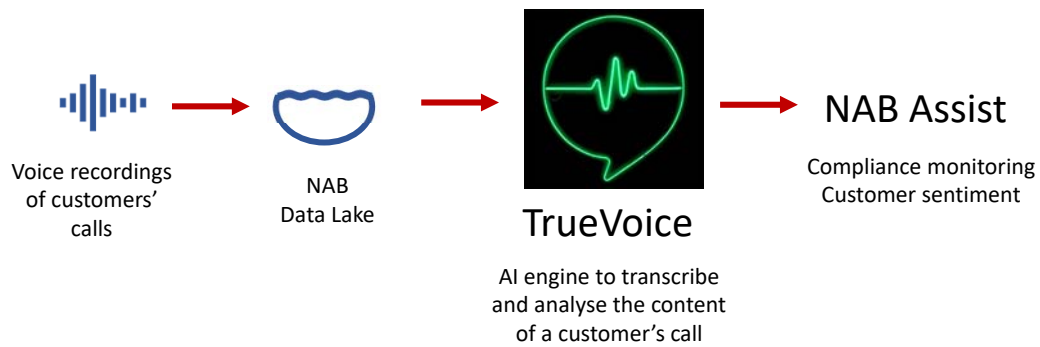 Voice recordings
of customers’
calls
NAB
Data Lake
TrueVoice
AI engine to transcribe
and analyse the content
of a customer’s call
NAB Assist
Compliance monitoring
Customer sentiment